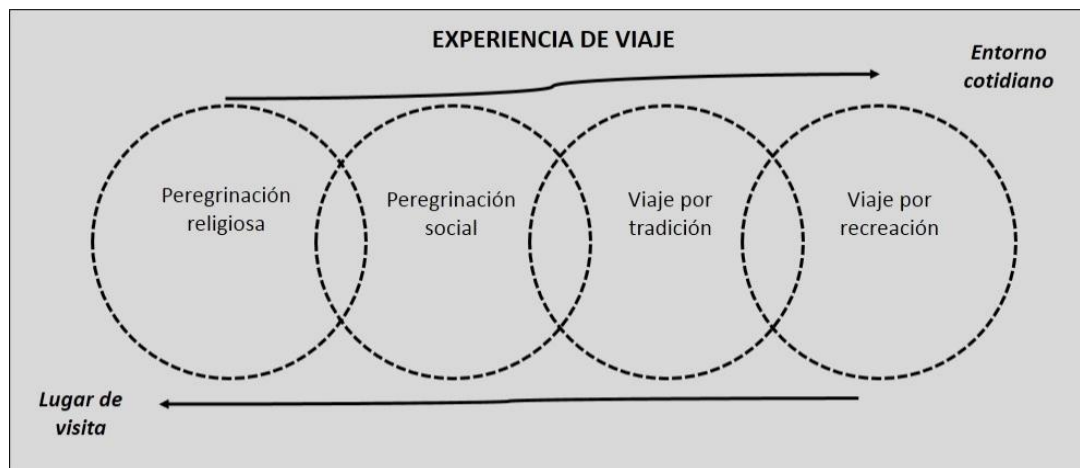 EXPERIENCIA DE VIAJE
Entorno
cotidiano
Peregrinación
religiosa
Peregrinación
social
Viaje por
tradición
Viaje por
recreación
Lugar de
visita